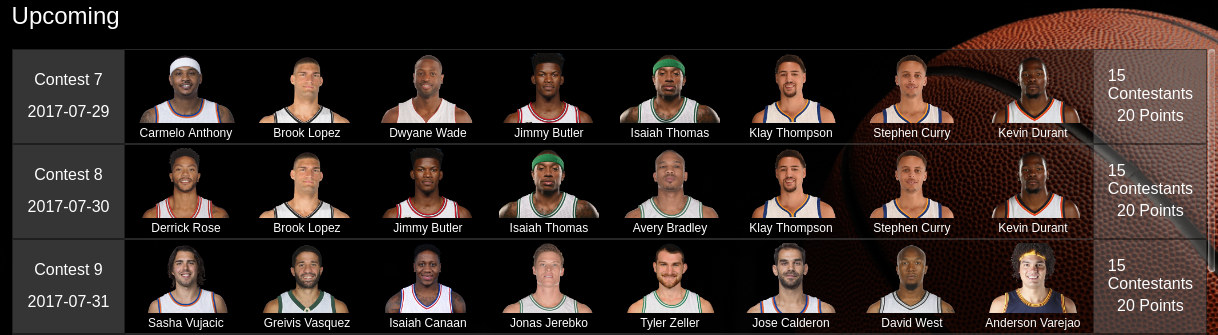 Upcoming
Contest 7
2017-07-29
Carmelo Anthony Brook Lopez Dwyane Wade Jimmy Butler Isaiah Thomas Klay Thompson Stephen Curry Kevin Durant
15
Contestants
20 Points
Contest 8
2017-07-30
Derrick Rose Brook Lopez Jimmy Butler Isaiah Thomas Avery Bradley Klay Thompson Stephen Curry Kevin Durant
15
Contestants
20 Points
Contest 9
2017-07-31
Sasha Vujacic Greivis Vasquez Isaiah Canaan Jonas Jerebko Tyler Zeller Jose Calderon David West Anderson Varejao
15
Contestants
20 Points